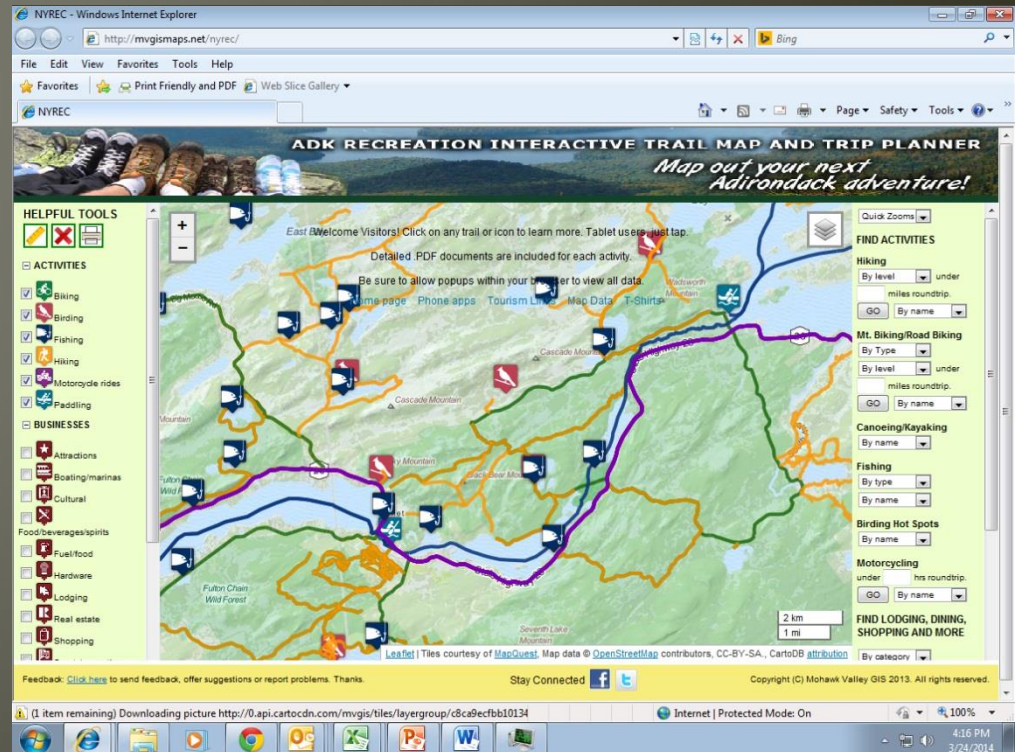 NYREC - Windows Internet Explorer
http://mvgismaps.net/nyrec/
Bing
File Edit View Favorites Tools Help
Favorites Print Friendly and PDF Web Slice Gallery
NYREC
Page Safety Tools
ADK RECREATION INTERACTIVE TRAIL MAP AND TRIP PLANNER
Map out your next
Adirondack adventure!
HELPFUL TOOLS
ACTIVITIES
Biking
Birding
Fishing
Hiking
Motorcycle rides
Paddling
BUSINESSES
Attractions
Boating/marinas
Cultural
Food/beverages/spirits
Fuel/food
Hardware
Lodging
Real estate
Shopping
+
−
Welcome Visitors! Click on any trail or icon to learn more. Tablet users, just tap.
Detailed .PDF documents are included for each activity.
Be sure to allow popups within your browser to view all data.
Home page Phone apps Tourism Map Data T-Shirts
Wadsworth
Mountain
Cascade Mountain
Cascade Mountain
Mountain
Black Bear
Fulton Chain
Wild Forest
Seventh Lake
Mountain
2 km
1 mi
Leaflet | Tiles courtesy of MapQuest, Map data © OpenStreetMap contributors, CC-BY-SA., CartoDB attribution
Quick Zooms
FIND ACTIVITIES
Hiking
By level under
miles roundtrip.
GO By name
Mt. Biking/Road Biking
By Type
By level under
miles roundtrip.
GO By name
Canoeing/Kayaking
By name
Fishing
By type
By name
Birding Hot Spots
By name
Motorcycling
under hrs roundtrip.
GO By name
FIND LODGING, DINING,
SHOPPING AND MORE
By category
Feedback: Click here to send feedback, offer suggestions or report problems. Thanks.
Stay Connected
Copyright (C) Mohawk Valley GIS 2013. All rights reserved.
(1 item remaining) Downloading picture http://0.api.cartocdn.com/mvgis/tiles/layergroup/c8ca9ecfbb10134
Internet | Protected Mode: On
100%
4:16 PM
3/24/2014